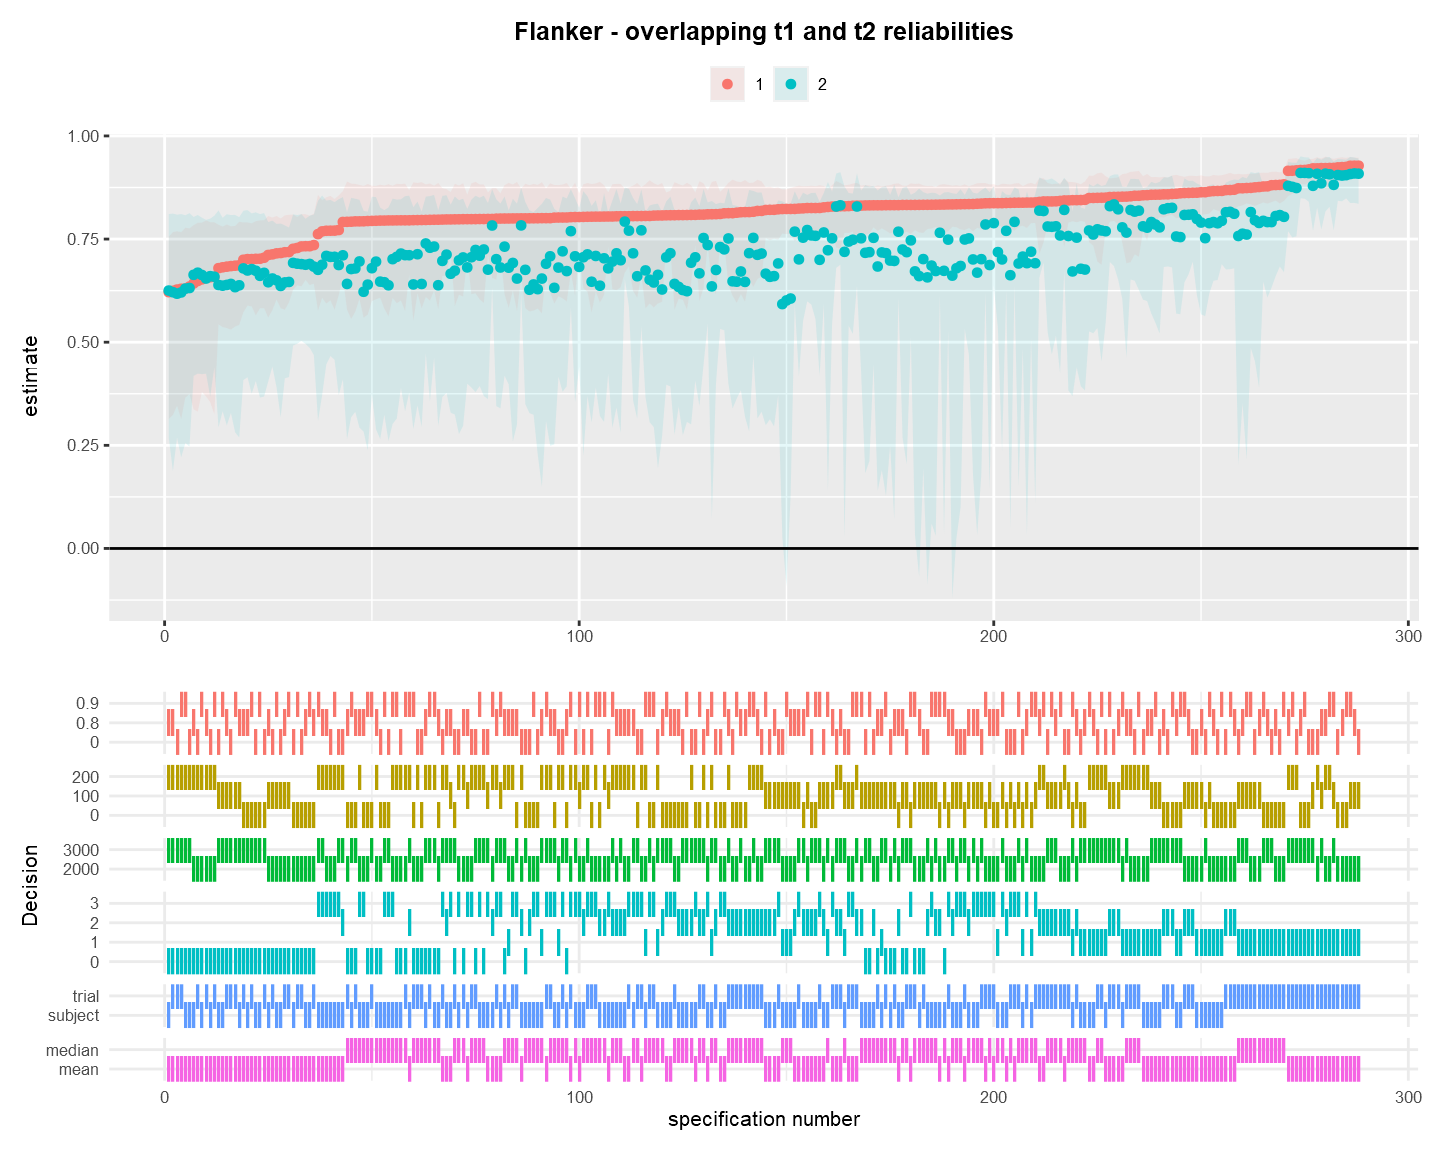 Flanker - overlapping t1 and t2 reliabilities
1 2
1.00
0.75
0.50
0.25
0.00
estimate
0 100 200 300
0.9
0.8
0
200
100
0
3000
2000
3
2
1
0
trial
subject
median
mean
Decision
0 100 200 300
specification number